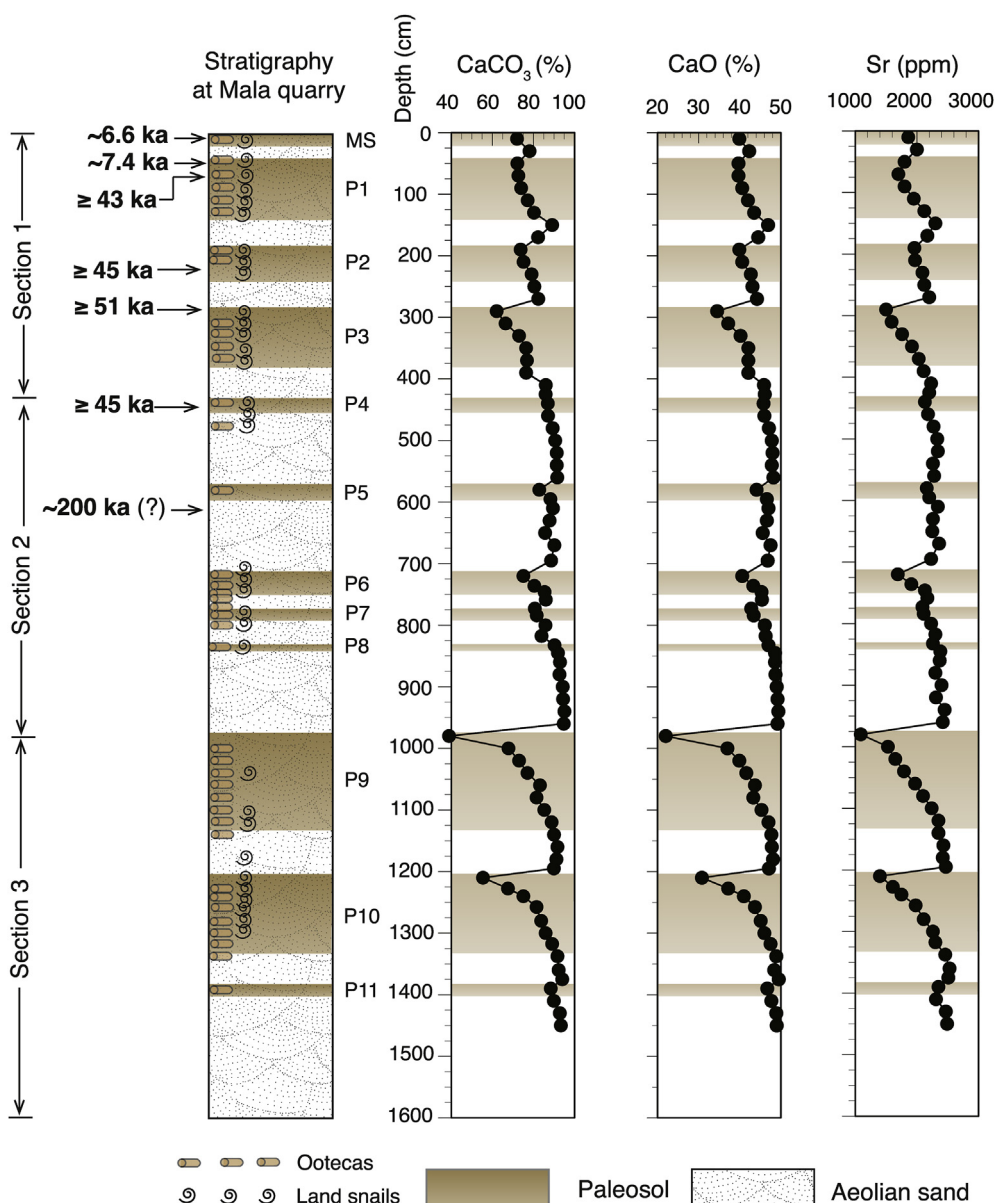 Stratigraphy
at Mala quarry
Depth (cm)
CaCO3 (%)
CaO (%)
Sr (ppm)
40 60 80 100
20 30 40 50
1000 2000 3000
Section 1
Section 2
Section 3
~6.6 ka
~7.4 ka
≥ 43 ka
≥ 45 ka
≥ 51 ka
≥ 45 ka
~200 ka (?)
MS
P1
P2
P3
P4
P5
P6
P7
P8
P9
P10
P11
0
100
200
300
400
500
600
700
800
900
1000
1100
1200
1300
1400
1500
1600
Ootecas
Land snails
Paleosol
Aeolian sand